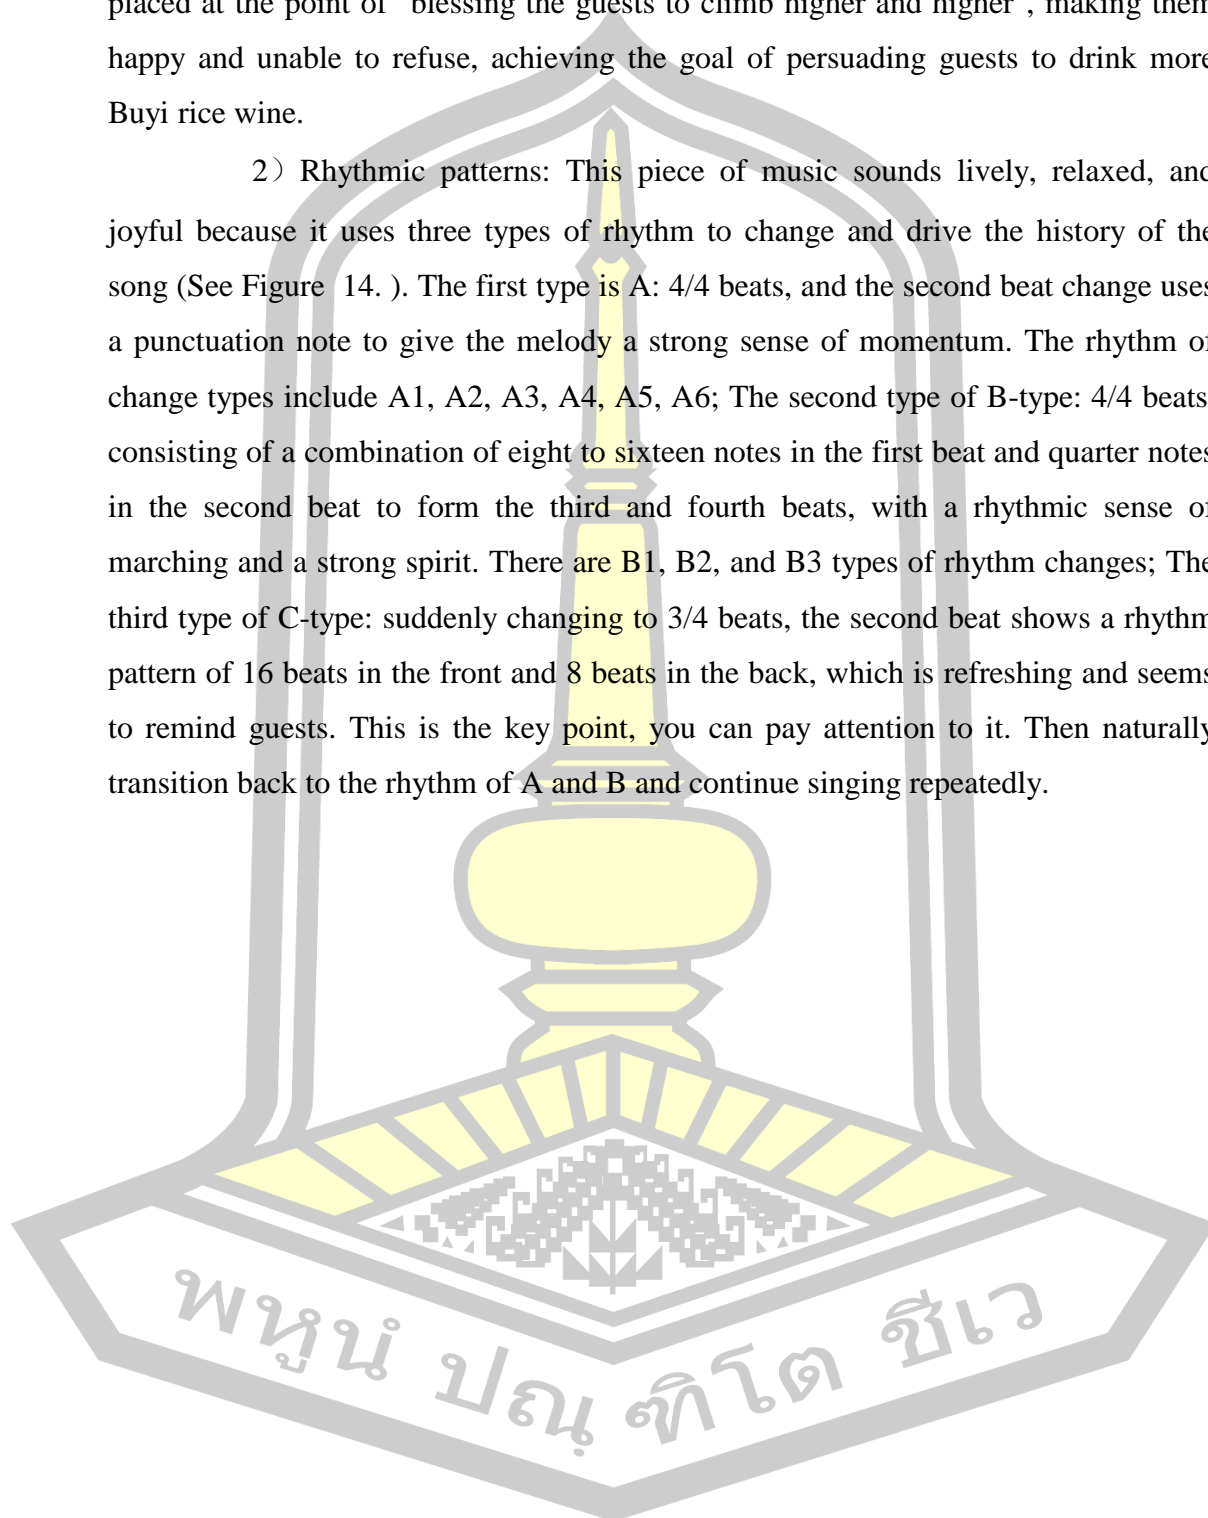 placed at the point of "blessing the guests to climb higher and higher", making them
happy and unable to refuse, achieving the goal of persuading guests to drink more
Buyi rice wine.
2）Rhythmic patterns: This piece of music sounds lively, relaxed, and
joyful because it uses three types of rhythm to change and drive the history of the
song (See Figure 14. ). The first type is A: 4/4 beats, and the second beat change uses
a punctuation note to give the melody a strong sense of momentum. The rhythm of
change types include A1, A2, A3, A4, A5, A6; The second type of B-type: 4/4 beats
consisting of a combination of eight to sixteen notes in the first beat and quarter notes
in the second beat to form the third and fourth beats, with a rhythmic sense of
marching and a strong spirit. There are B1, B2, and B3 types of rhythm changes; The
third type of C-type: suddenly changing to 3/4 beats, the second beat shows a rhythm
pattern of 16 beats in the front and 8 beats in the back, which is refreshing and seems
to remind guests. This is the key point, you can pay attention to it. Then naturally
transition back to the rhythm of A and B and continue singing repeatedly.
พหูนํ ปณฺฑิโต ชีเว